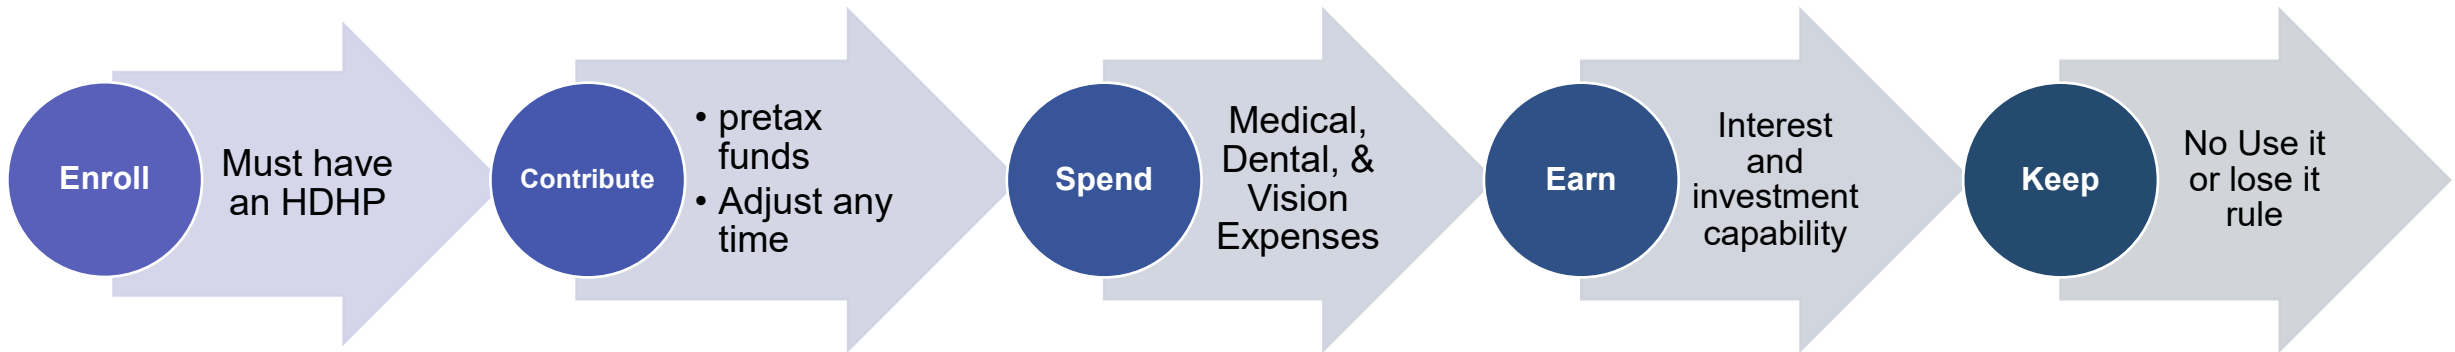 Enroll
Must have
an HDHP
Contribute
• pretax
funds
• Adjust any
time
Spend
Medical,
Dental, &
Vision
Expenses
Earn
Interest
and
investment
capability
Keep
No Use it
or lose it
rule